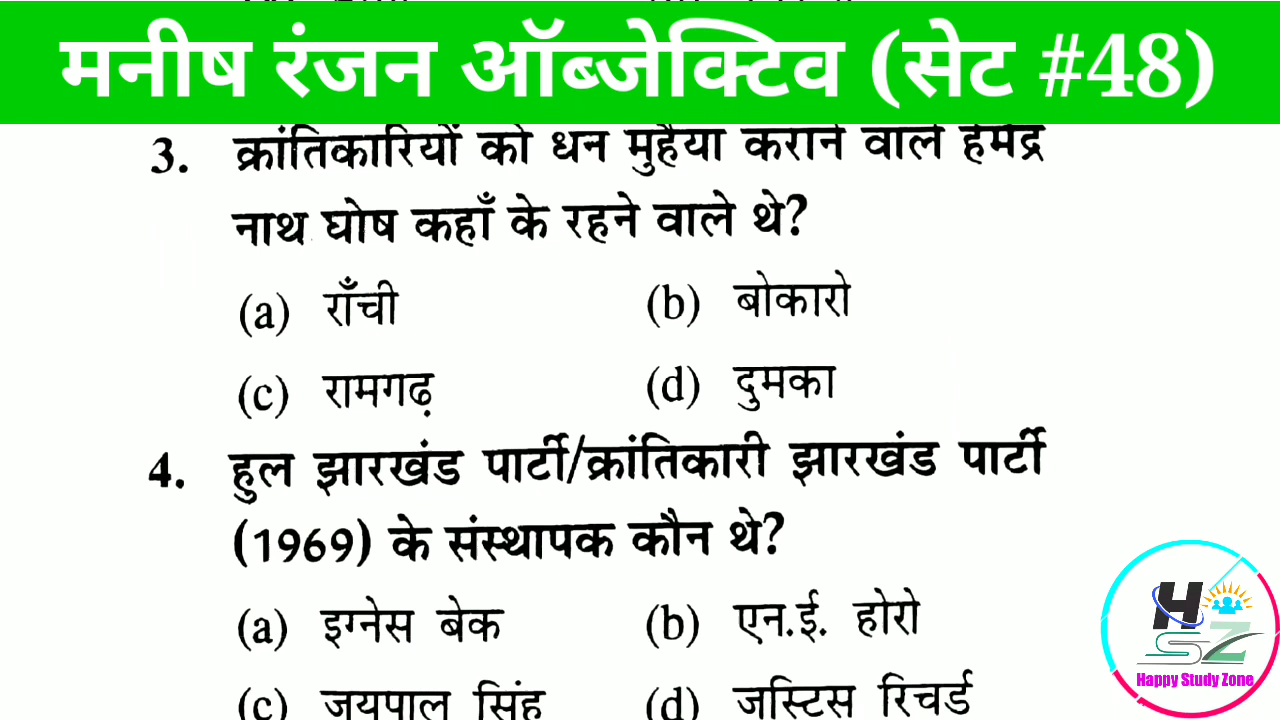 मनीष रंजन ऑब्जेक्टिव (सेट #48)
3. क्रांतिकारियों को धन मुहैया कराने वाले हेमेंद्र
नाथ घोष कहाँ के रहने वाले थे?
(a) राँची (b) बोकारो
(c) रामगढ़ (d) दुमका
4. हुल झारखंड पार्टी/क्रांतिकारी झारखंड पार्टी
(1969) के संस्थापक कौन थे?
(a) इग्नेस बेक (b) एन.ई. होरो
(c) जयपाल सिंह (d) जस्टिस रिचर्ड
HSZ
Happy Study Zone